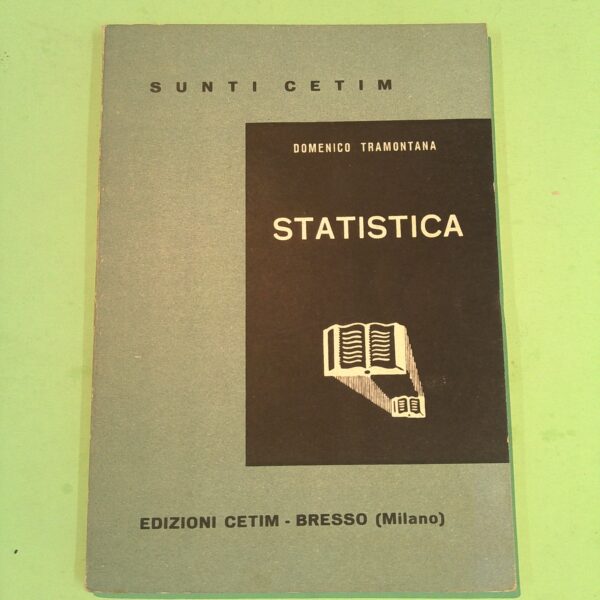 SUNTI CETIM
DOMENICO TRAMONTANA
STATISTICA
EDIZIONI CETIM - BRESSO (Milano)